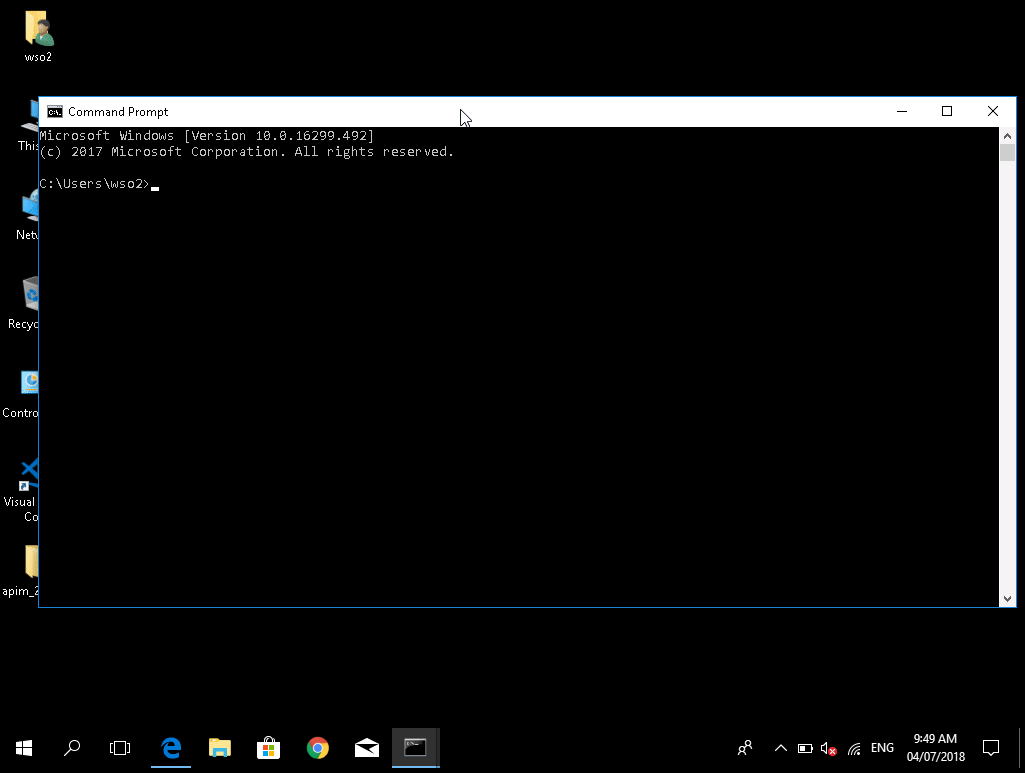 wso2
Command Prompt
Microsoft Windows [Version 10.0.16299.492]
(c) 2017 Microsoft Corporation. All rights reserved.
C:\Users\wso2>
This
Netw
Recyc
Contro
Visual
Co
apim_2
ENG
9:49 AM
04/07/2018